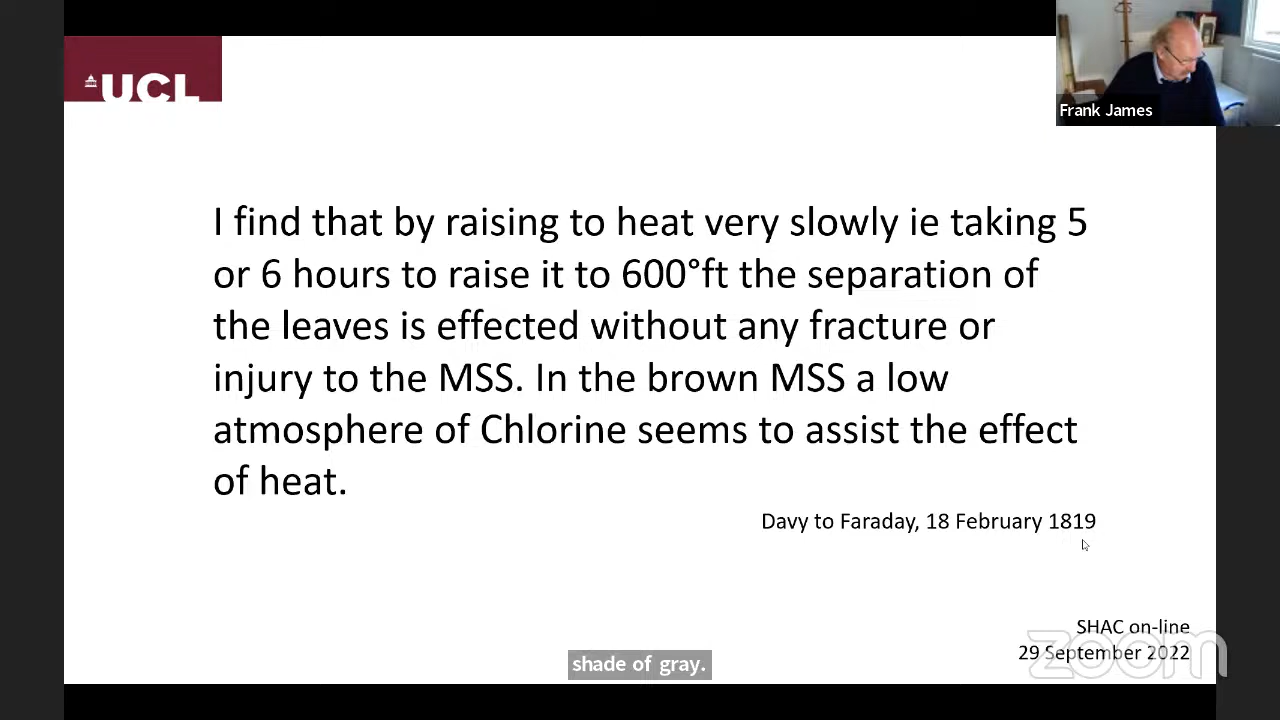 UCL
Frank James
I find that by raising to heat very slowly ie taking 5
or 6 hours to raise it to 600°ft the separation of
the leaves is effected without any fracture or
injury to the MSS. In the brown MSS a low
atmosphere of Chlorine seems to assist the effect
of heat.
Davy to Faraday, 18 February 1819
SHAC on-line
29 September 2022
zoom
shade of gray.